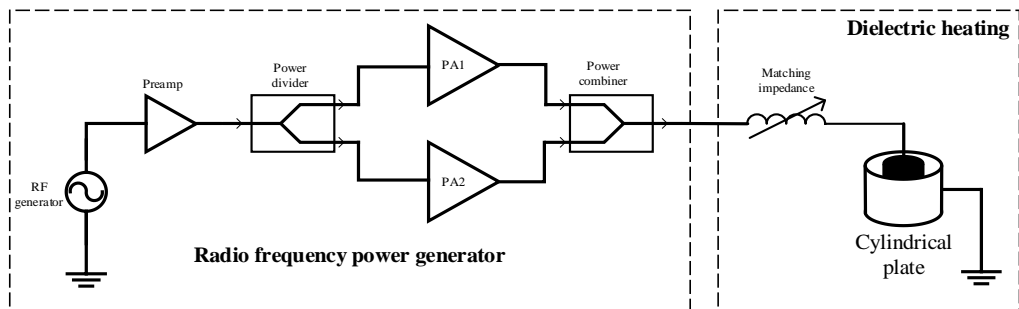 Dielectric heating
Preamp
Power
divider
PA1
Power
combiner
Matching
impedance
RF
generator
PA2
Radio frequency power generator
Cylindrical
plate